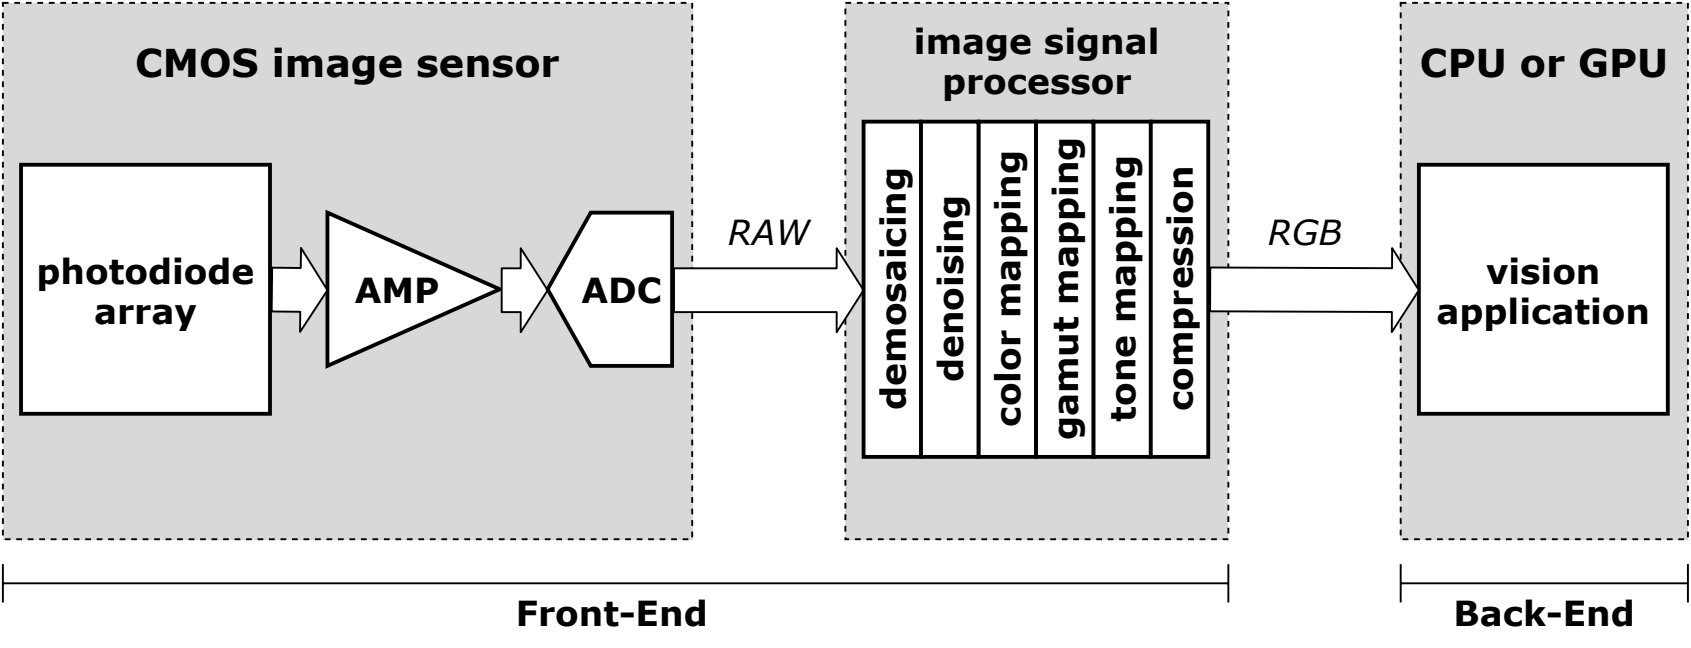 CMOS image sensor
photodiode
array
AMP
ADC
RAW
image signal
processor
demosaicing
denoising
color mapping
gamut mapping
tone mapping
compression
RGB
CPU or GPU
vision
application
Front-End
Back-End